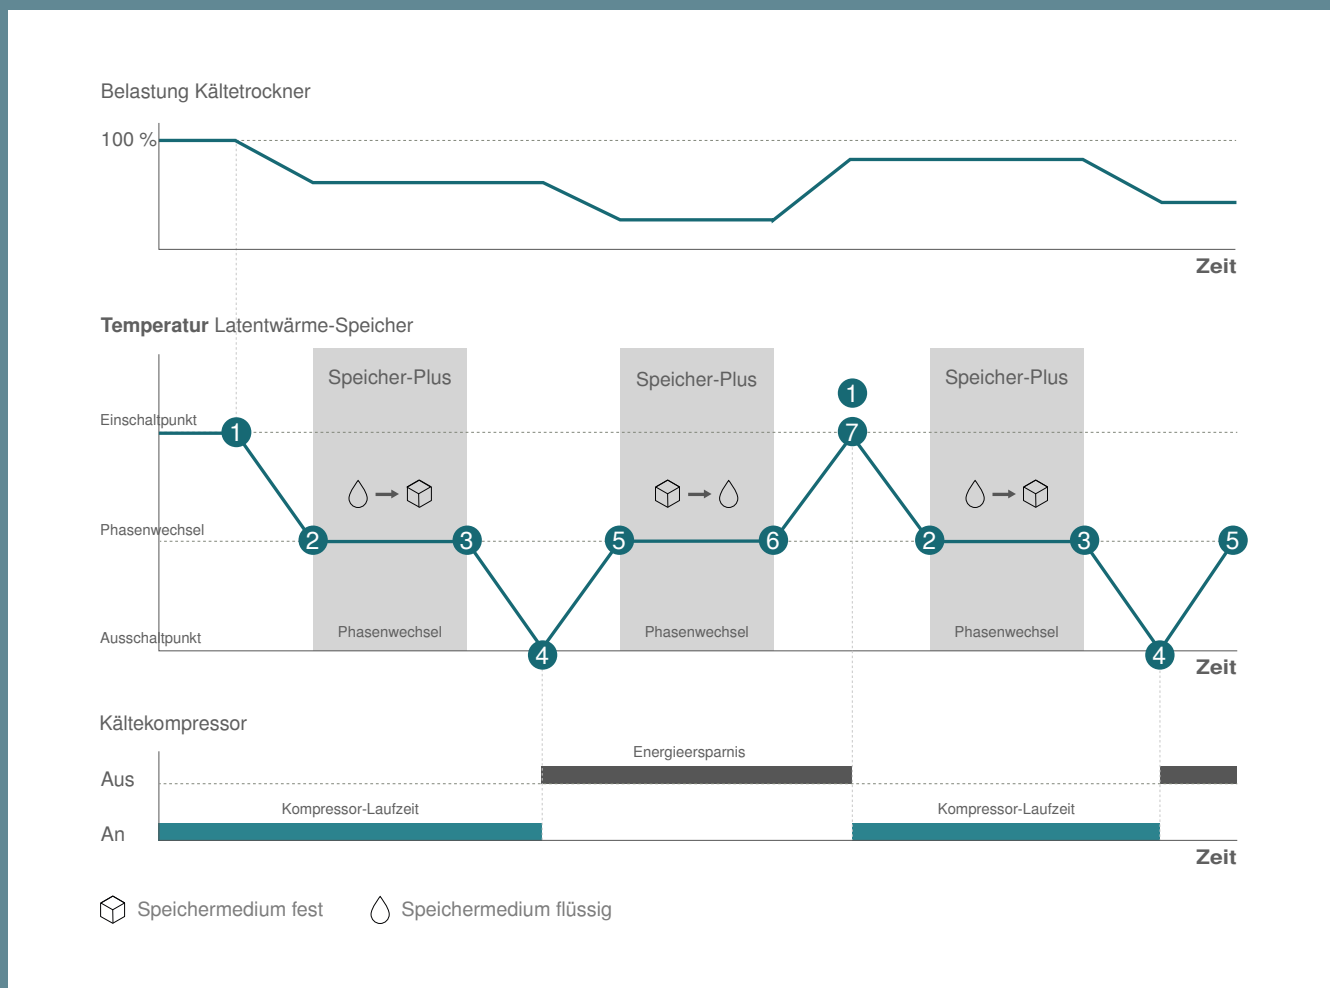 Belastung Kältetrockner
100 %
Zeit
Temperatur Latentwärme-Speicher
Speicher-Plus Speicher-Plus Speicher-Plus
1
Einschaltpunkt 1 7
Phasenwechsel 2 3 5 6 2 3 5
Phasenwechsel Phasenwechsel Phasenwechsel
Ausschaltpunkt 4 4
Zeit
Kältekompressor
Energieersparnis
Aus
Kompressor-Laufzeit Kompressor-Laufzeit
An
Zeit
Speichermedium fest Speichermedium flüssig